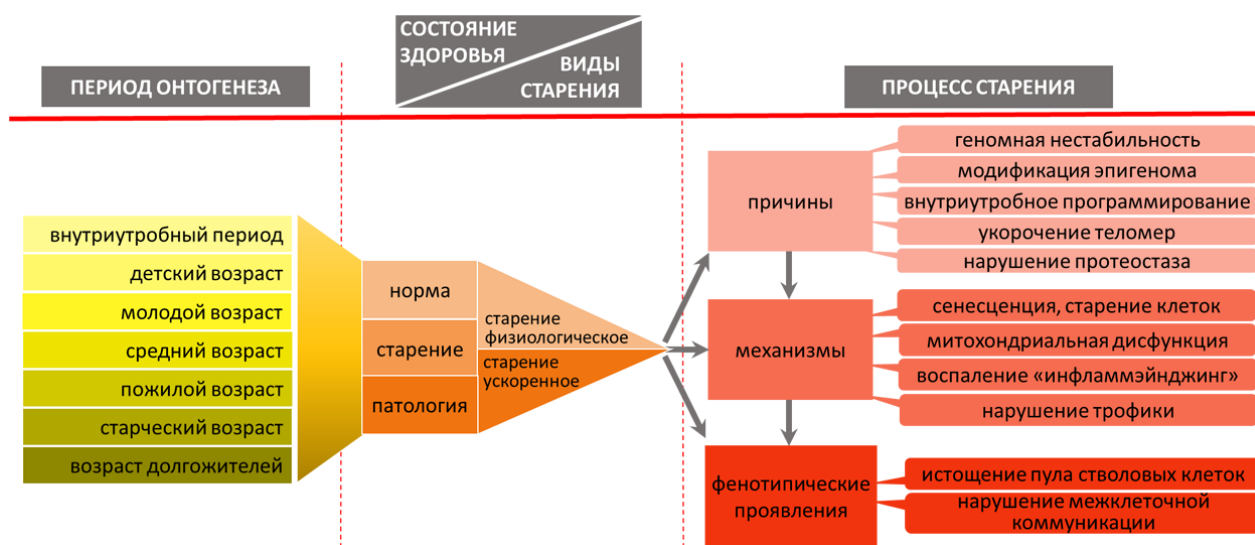 СОСТОЯНИЕ
ЗДОРОВЬЯ
ВИДЫ
СТАРЕНИЯ
ПЕРИОД ОНТОГЕНЕЗА
ПРОЦЕСС СТАРЕНИЯ
внутриутробный период
детский возраст
молодой возраст
средний возраст
пожилой возраст
старческий возраст
возраст долгожителей
норма
старение
патология
старение
физиологическое
старение
ускоренное
причины
геномная нестабильность
модификация эпигенома
внутриутробное программирование
укорочение теломер
нарушение протеостаза
механизмы
сенесценция, старение клеток
митохондриальная дисфункция
воспаление «инфламмэйнджинг»
нарушение трофики
фенотипические
проявления
истощение пула стволовых клеток
нарушение межклеточной
коммуникации